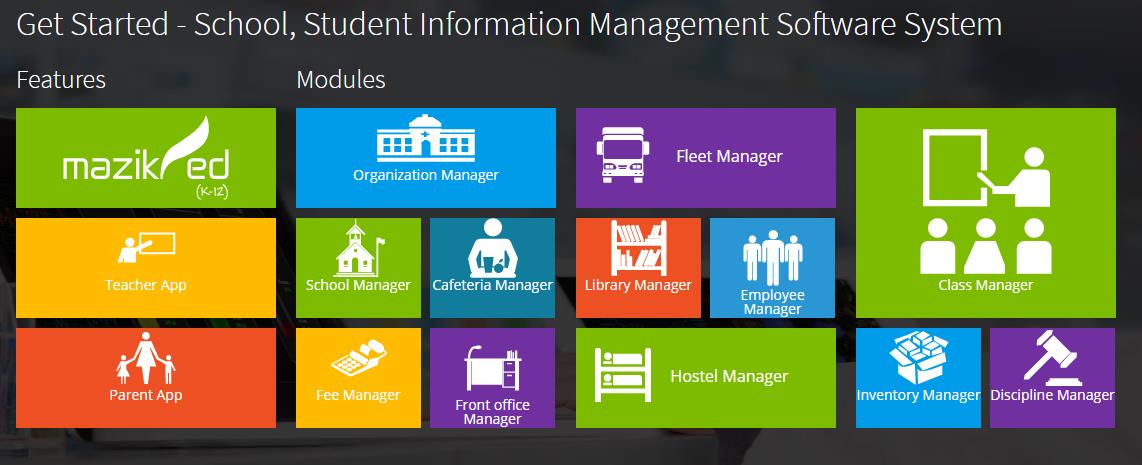 Get Started - School, Student Information Management Software System
Features
Modules
mazik ed
(K-12)
Organization Manager
Fleet Manager
Teacher App
School Manager
Cafeteria Manager
Library Manager
Employee
Manager
Class Manager
Parent App
Fee Manager
Front office
Manager
Hostel Manager
Inventory Manager
Discipline Manager